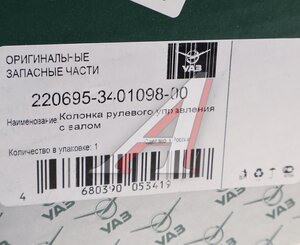 ОРИГИНАЛЬНЫЕ
ЗАПАСНЫЕ ЧАСТИ
УАЗ
220695-3401098-00
Наименование Колонка рулевого управления
с валом
Количество в упаковке: 1
4 680390 053419
УАЗ
УАЗ